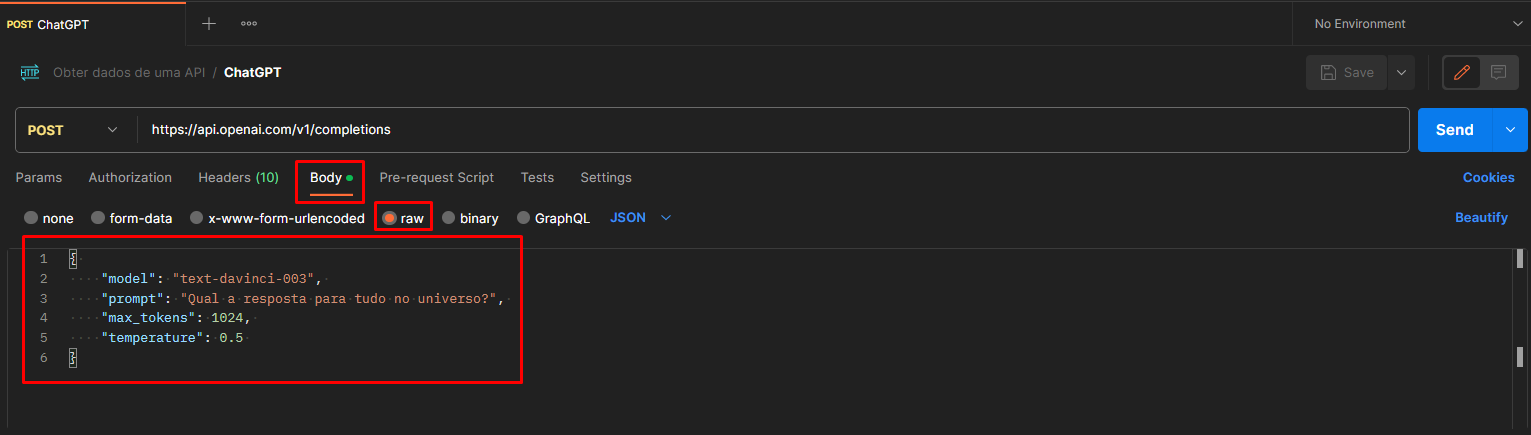 POST ChatGPT
No Environment
HTTP Obter dados de uma API / ChatGPT
Save
POST https://api.openai.com/v1/completions Send
Params Authorization Headers (10) Body Pre-request Script Tests Settings Cookies
none form-data x-www-form-urlencoded raw binary GraphQL JSON Beautify
1 {
2 "model": "text-davinci-003",
3 "prompt": "Qual a resposta para tudo no universo?",
4 "max_tokens": 1024,
5 "temperature": 0.5
6 }